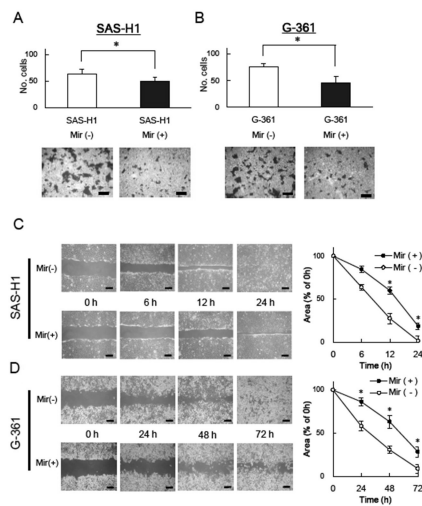 A
SAS-H1
*
No. cells
100
50
0
SAS-H1 SAS-H1
Mir (-) Mir (+)
B
G-361
*
No. cells
100
50
0
G-361 G-361
Mir (-) Mir (+)
C
SAS-H1
Mir(-)
0 h 6 h 12 h 24 h
Mir(+)
Area (% of 0h)
100
50
0
Mir ( + )
Mir ( - )
*
*
0 6 12 24
Time (h)
D
G-361
Mir(-)
0 h 24 h 48 h 72 h
Mir(+)
Area (% of 0h)
100
50
0
Mir ( + )
Mir ( - )
*
*
*
0 24 48 72
Time (h)